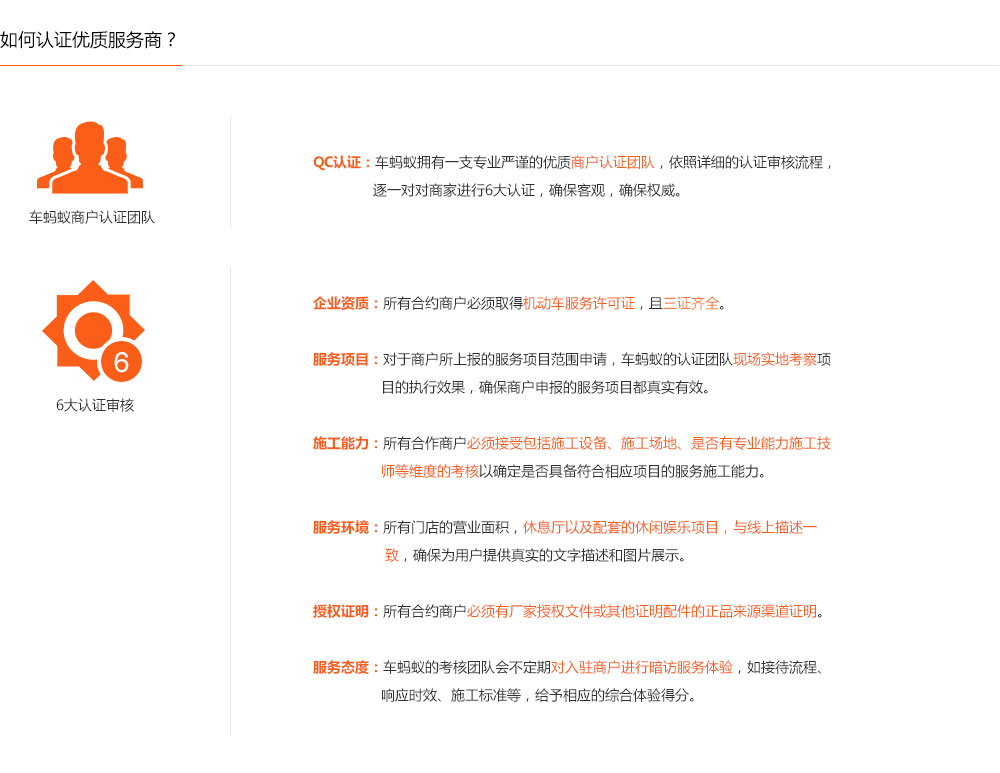 如何认证优质服务商？
QC认证：车蚂蚁拥有一支专业严谨的优质商户认证团队，依照详细的认证审核流程，
逐一对对商家进行6大认证，确保客观，确保权威。
车蚂蚁商户认证团队
6
6大认证审核
企业资质：所有合约商户必须取得机动车服务许可证，且三证齐全。
服务项目：对于商户所上报的服务项目范围申请，车蚂蚁的认证团队现场实地考察项
目的执行效果，确保商户申报的服务项目都真实有效。
施工能力：所有合作商户必须接受包括施工设备、施工场地、是否有专业能力施工技
师等维度的考核以确定是否具备符合相应项目的服务施工能力。
服务环境：所有门店的营业面积，休息厅以及配套的休闲娱乐项目，与线上描述一
致，确保为用户提供真实的文字描述和图片展示。
授权证明：所有合约商户必须有厂家授权文件或其他证明配件的正品来源渠道证明。
服务态度：车蚂蚁的考核团队会不定期对入驻商户进行暗访服务体验，如接待流程、
响应时效、施工标准等，给予相应的综合体验得分。